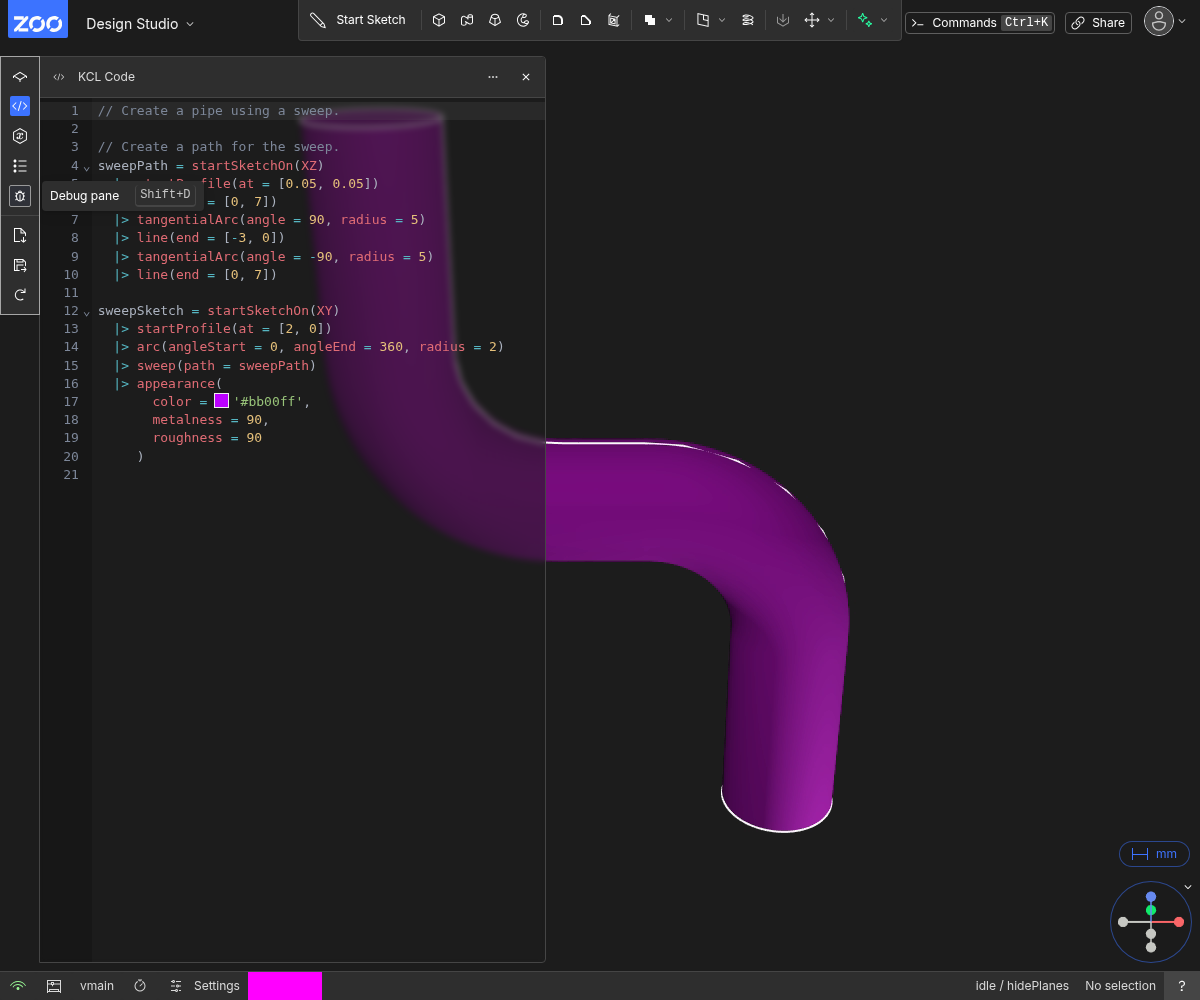 ZOO
Design Studio
Start Sketch
Commands Ctrl+K
Share
KCL Code
1 // Create a pipe using a sweep.
2
3 // Create a path for the sweep.
4 sweepPath = startSketchOn(XZ)
file(at = [0.05, 0.05])
= [0, 7])
Debug pane Shift+D
7 |> tangentialArc(angle = 90, radius = 5)
8 |> line(end = [-3, 0])
9 |> tangentialArc(angle = -90, radius = 5)
10 |> line(end = [0, 7])
11
12 sweepSketch = startSketchOn(XY)
13 |> startProfile(at = [2, 0])
14 |> arc(angleStart = 0, angleEnd = 360, radius = 2)
15 |> sweep(path = sweepPath)
16 |> appearance(
17 color = '#bb00ff',
18 metalness = 90,
19 roughness = 90
20 )
21
mm
vmain
Settings
idle / hidePlanes
No selection
?